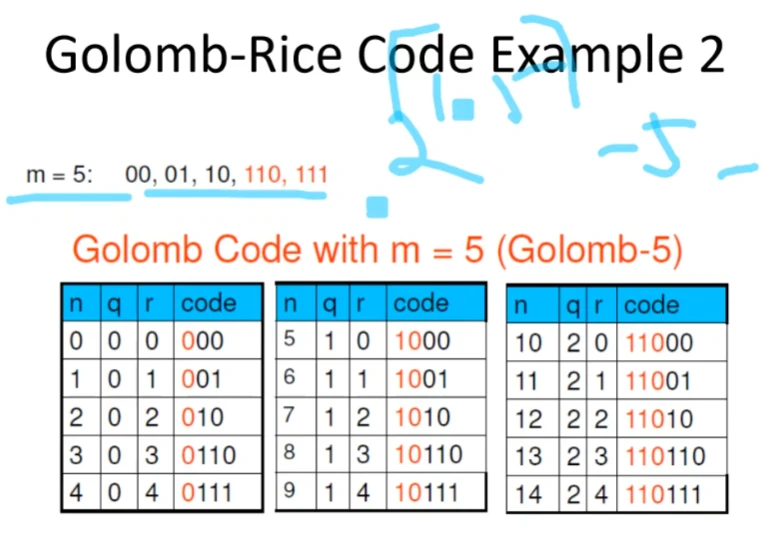 Golomb-Rice Code Example 2
m = 5: 00, 01, 10, 110, 111
Golomb Code with m = 5 (Golomb-5)
n q r code
0 0 0 000
1 0 1 001
2 0 2 010
3 0 3 0110
4 0 4 0111
n q r code
5 1 0 1000
6 1 1 1001
7 1 2 1010
8 1 3 10110
9 1 4 10111
n q r code
10 2 0 11000
11 2 1 11001
12 2 2 11010
13 2 3 110110
14 2 4 110111